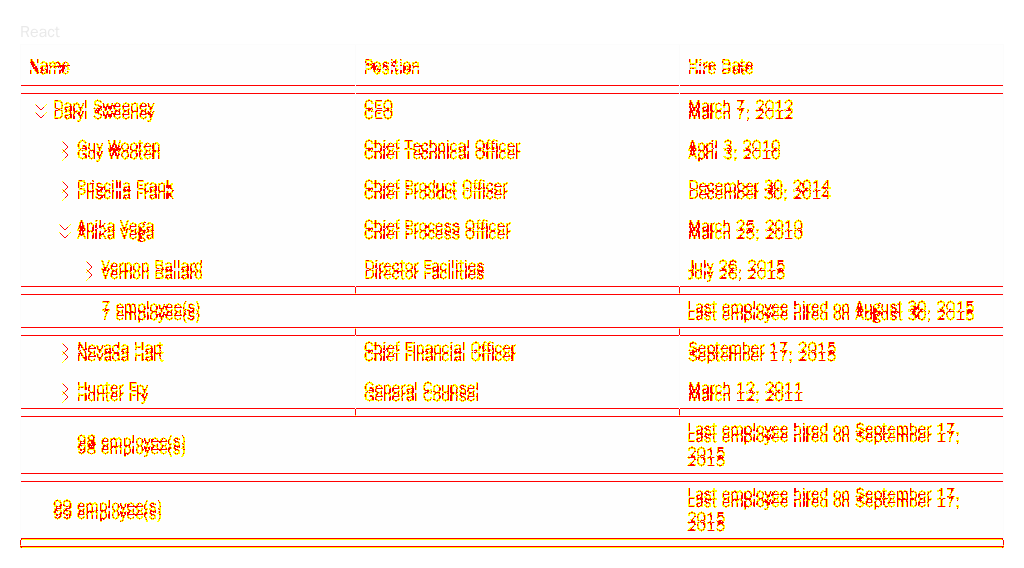 React
Name Position Hire Date
Daryl Sweeney CEO March 7, 2012
Guy Wooten Chief Technical Officer April 3, 2010
Priscilla Frank Chief Product Officer December 30, 2014
Anika Vega Chief Process Officer March 25, 2010
Vernon Ballard Director Facilities July 26, 2015
7 employee(s) Last employee hired on August 30, 2015
Nevada Hart Chief Financial Officer September 17, 2015
Hunter Fry General Counsel March 12, 2011
98 employee(s) Last employee hired on September 17,
2015
99 employee(s) Last employee hired on September 17,
2015